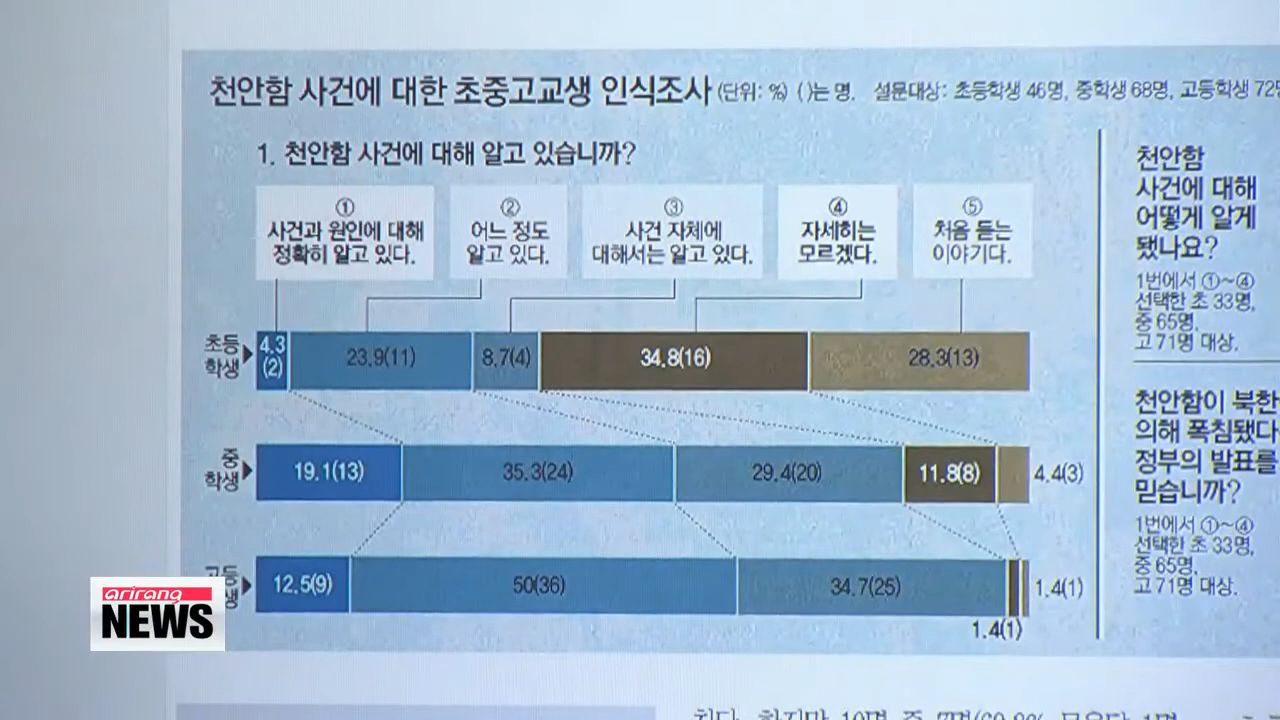 천안함 사건에 대한 초중고교생 인식조사 (단위: %) ( )는 명. 설문대상: 초등학생 46명, 중학생 68명, 고등학생 72명
1. 천안함 사건에 대해 알고 있습니까?
①
사건과 원인에 대해
정확히 알고 있다.
②
어느 정도
알고 있다.
③
사건 자체에
대해서는 알고 있다.
④
자세히는
모르겠다.
⑤
처음 듣는
이야기다.
초등
학생
4.3
(2)
23.9(11)
8.7(4)
34.8(16)
28.3(13)
중
학생
19.1(13)
35.3(24)
29.4(20)
11.8(8)
4.4(3)
고등
생
12.5(9)
50(36)
34.7(25)
1.4(1)
1.4(1)
천안함
사건에 대해
어떻게 알게
됐나요?
1번에서 ①~④
선택한 초 33명,
중 65명,
고 71명 대상.
천안함이 북한
의해 폭침됐다
정부의 발표를
믿습니까?
1번에서 ①~④
선택한 초 33명,
중 65명,
고 71명 대상.
arirang
NEWS